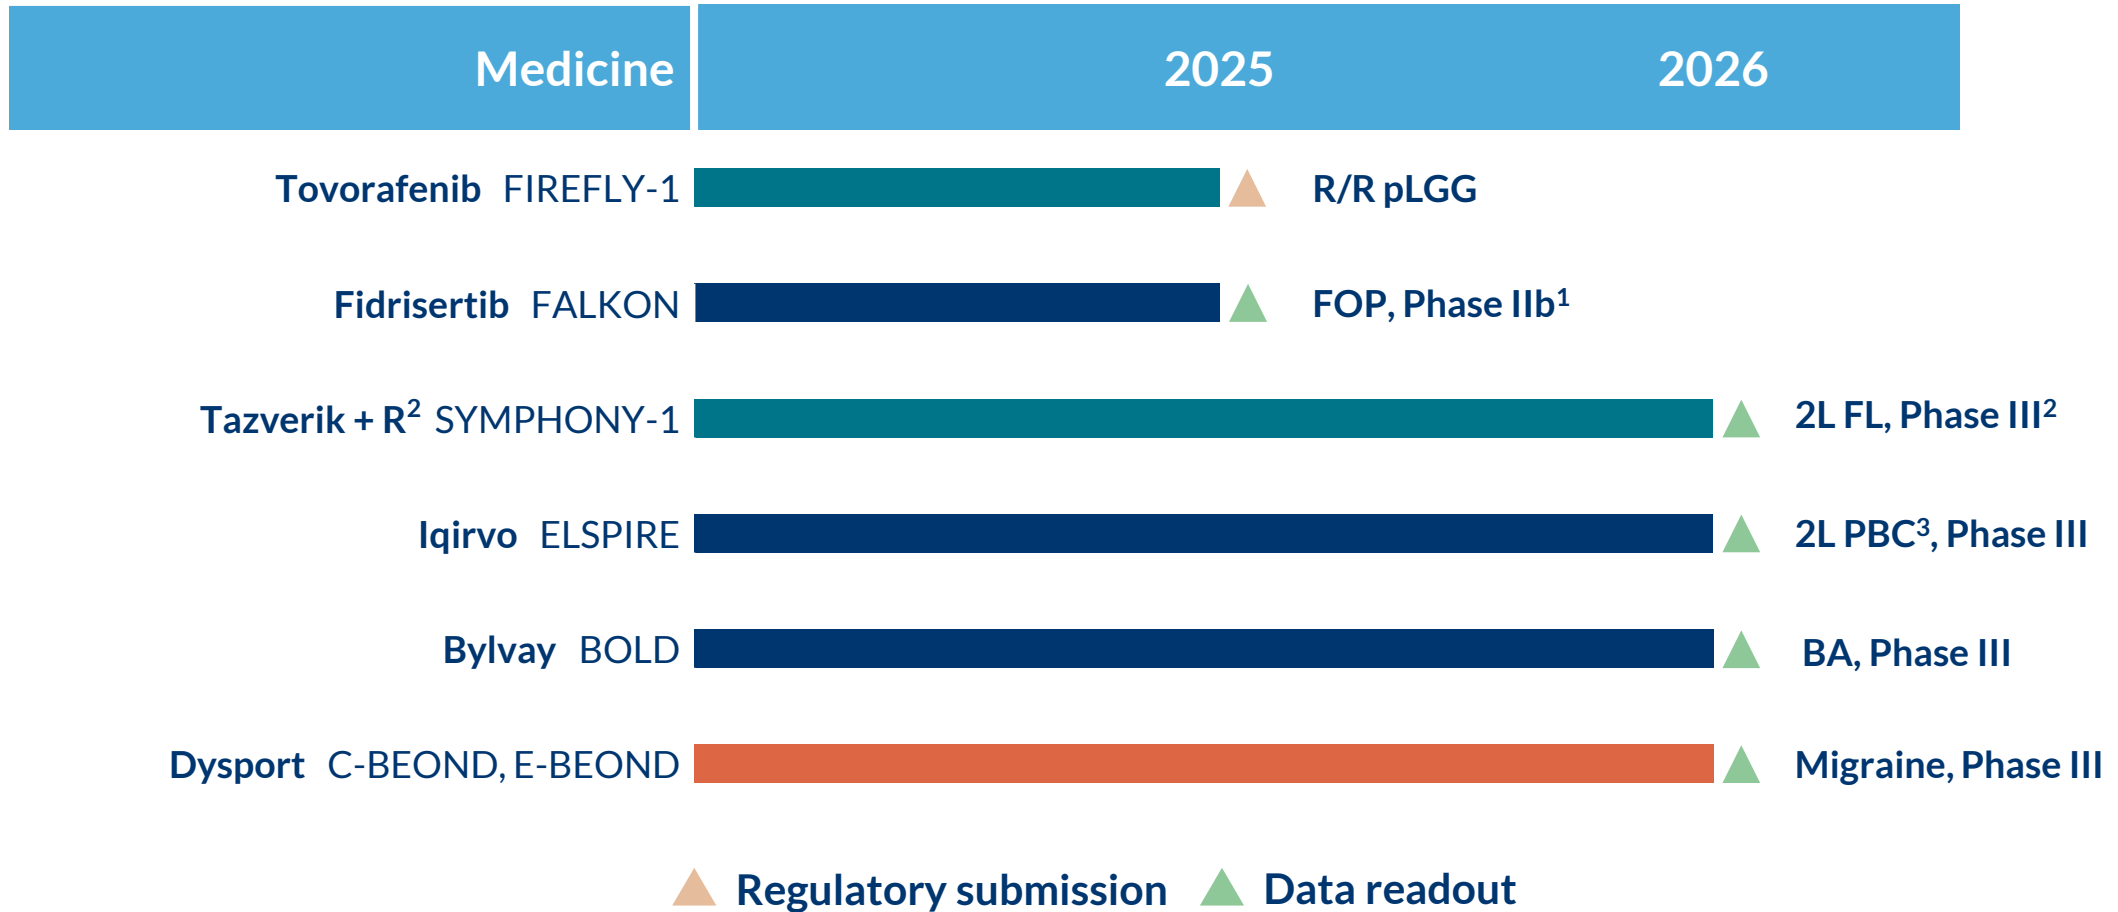 Medicine 2025 2026
Tovorafenib FIREFLY-1 R/R pLGG
Fidrisertib FALKON FOP, Phase IIb¹
Tazverik + R² SYMPHONY-1 2L FL, Phase III²
Iqirvo ELSPIRE 2L PBC³, Phase III
Bylvay BOLD BA, Phase III
Dysport C-BEOND, E-BEOND Migraine, Phase III
Regulatory submission Data readout